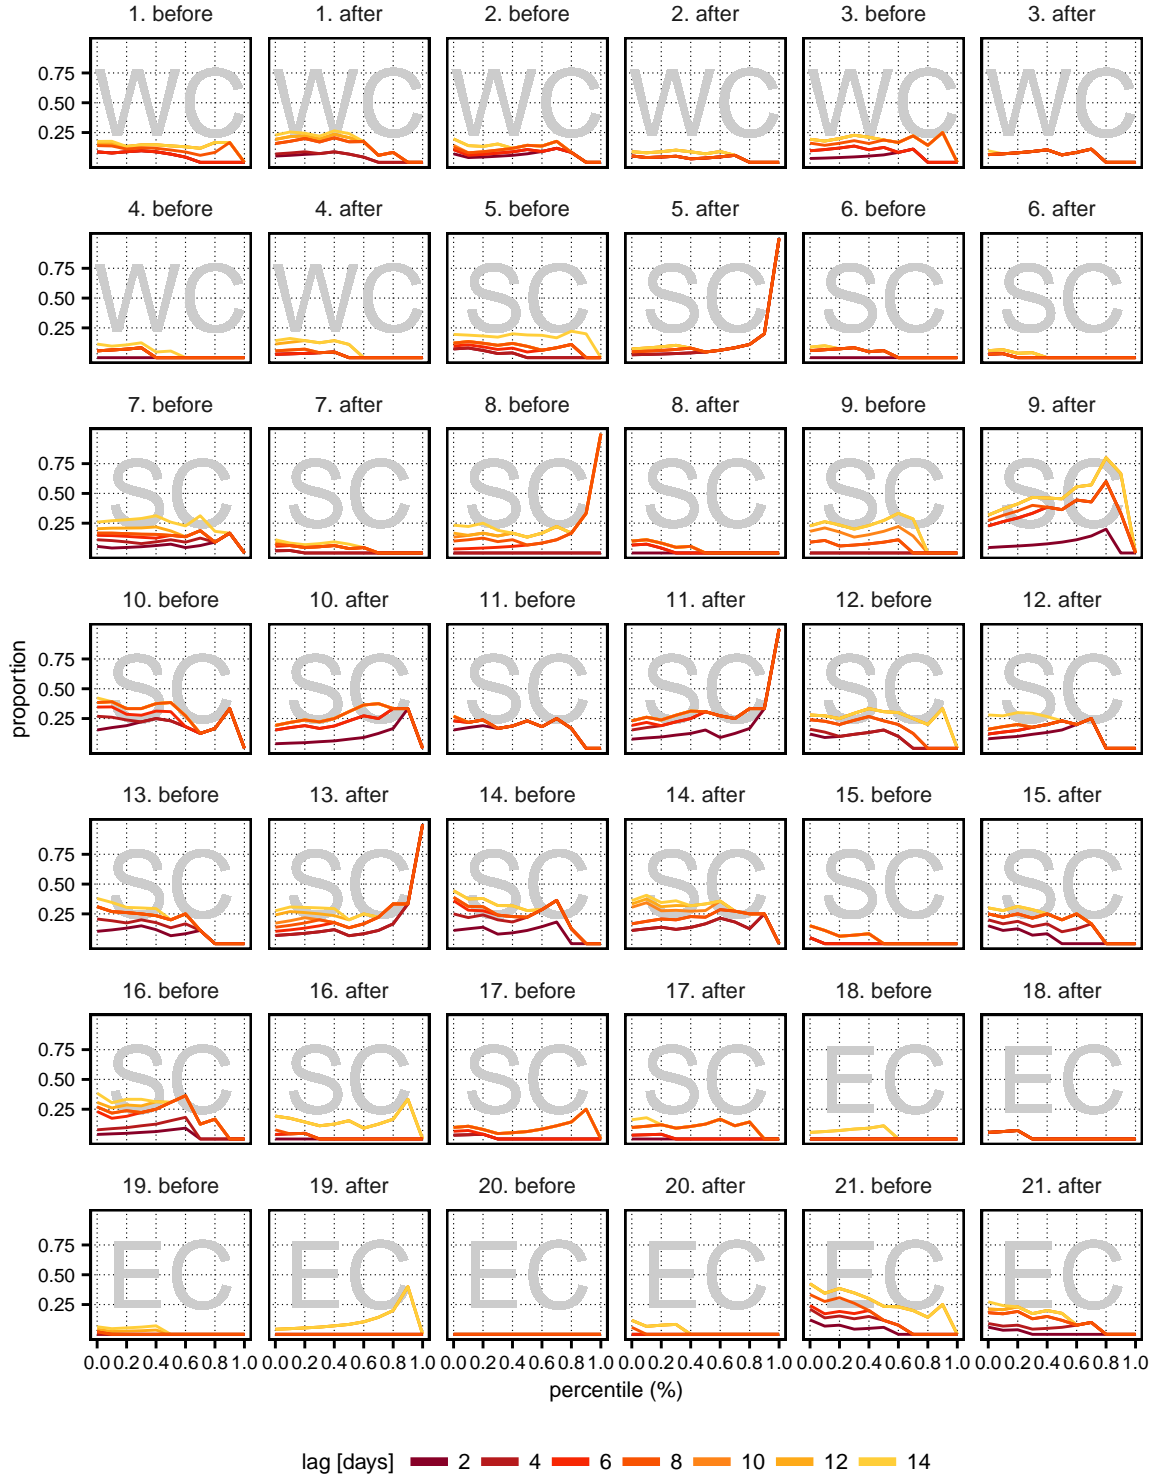 1. before 1. after 2. before 2. after 3. before 3. after
WC WC WC WC WC WC
0.75
0.50
0.25
4. before 4. after 5. before 5. after 6. before 6. after
WC WC SC SC SC SC
0.75
0.50
0.25
7. before 7. after 8. before 8. after 9. before 9. after
SC SC SC SC SC SC
0.75
0.50
0.25
10. before 10. after 11. before 11. after 12. before 12. after
SC SC SC SC SC SC
0.75
0.50
0.25
proportion
13. before 13. after 14. before 14. after 15. before 15. after
SC SC SC SC SC SC
0.75
0.50
0.25
16. before 16. after 17. before 17. after 18. before 18. after
SC SC SC SC EC EC
0.75
0.50
0.25
19. before 19. after 20. before 20. after 21. before 21. after
EC EC EC EC EC EC
0.75
0.50
0.25
0.0 0.2 0.4 0.6 0.8 1.0 0.0 0.2 0.4 0.6 0.8 1.0 0.0 0.2 0.4 0.6 0.8 1.0 0.0 0.2 0.4 0.6 0.8 1.0 0.0 0.2 0.4 0.6 0.8 1.0 0.0 0.2 0.4 0.6 0.8 1.0
percentile (%)
lag [days] 2 4 6 8 10 12 14